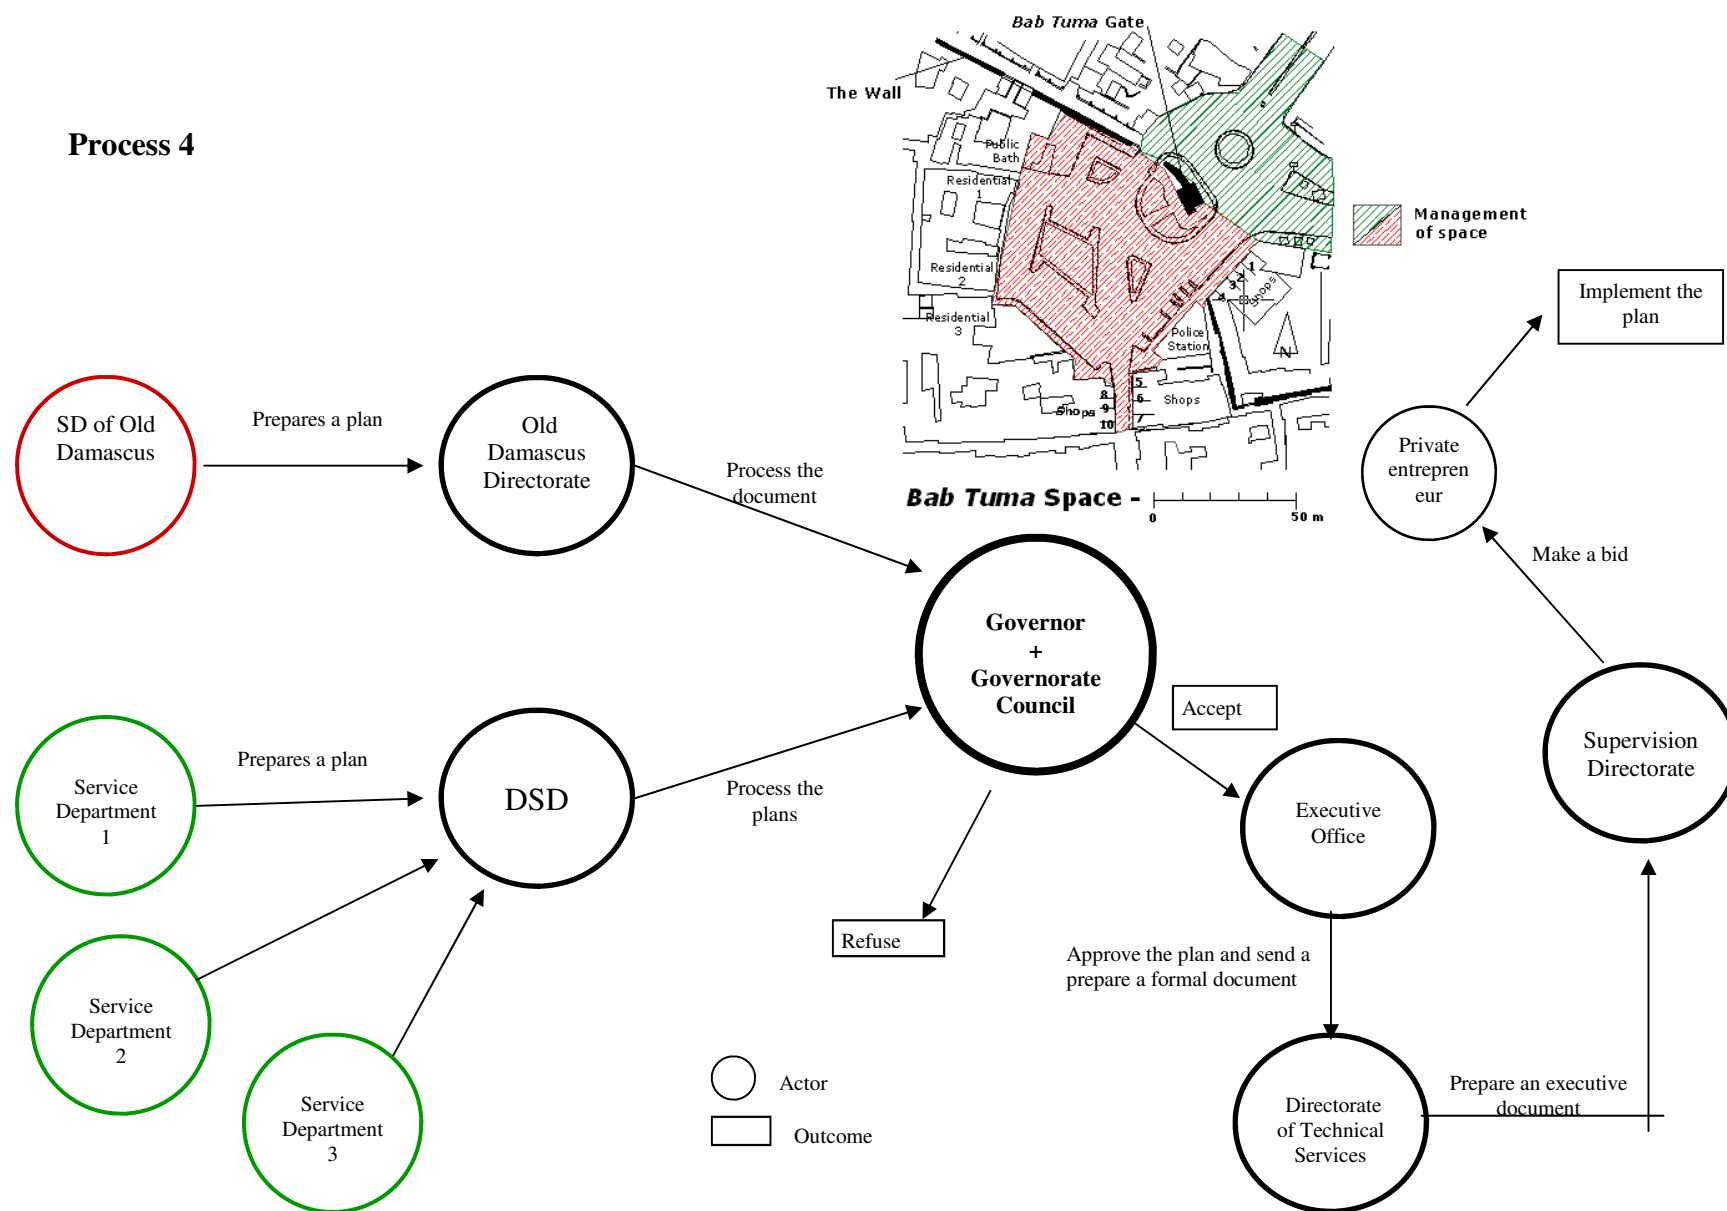 Process 4
Bab Tuma Gate
The Wall
Public
Bath
Residential
1
Residential
2
Residential
3
Police
Station
N
1
2
3
4
Shops
5
6
7
Shops
8
9
10
Shops
Management
of space
Bab Tuma Space -
0
50 m
SD of Old
Damascus
Prepares a plan
Old
Damascus
Directorate
Process the
document
Service
Department
1
Prepares a plan
Service
Department
2
Service
Department
3
DSD
Process the
plans
Governor
+
Governorate
Council
Refuse
Accept
Executive
Office
Approve the plan and send a
prepare a formal document
Directorate
of Technical
Services
Prepare an executive
document
Supervision
Directorate
Make a bid
Private
entrepren
eur
Implement the
plan
Actor
Outcome